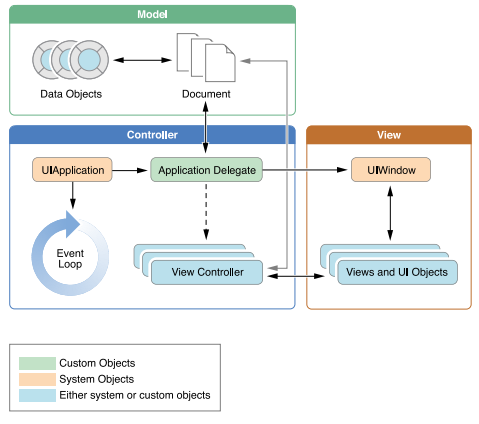 Model
Data Objects
Document
Controller
View
UIApplication
Application Delegate
UIWindow
Event
Loop
View Controller
Views and UI Objects
Custom Objects
System Objects
Either system or custom objects